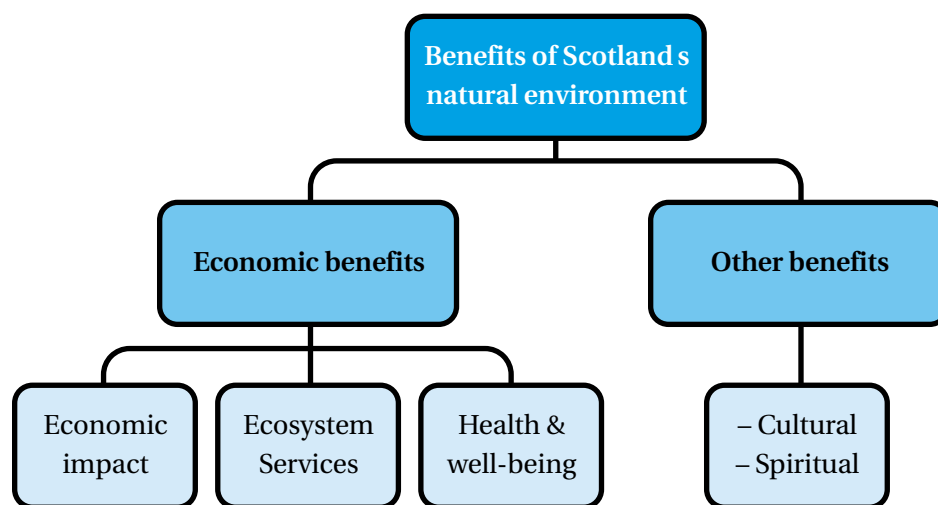 Benefits of Scotland s
natural environment
Economic benefits
Other benefits
Economic
impact
Ecosystem
Services
Health &
well-being
– Cultural
– Spiritual